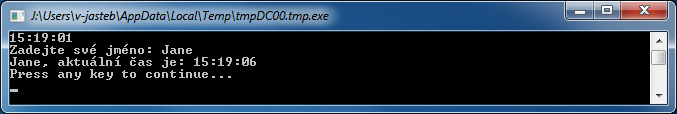 J:\Users\v-jasteb\AppData\Local\Temp\tmpDC00.tmp.exe
15:19:01
Zadejte své jméno: Jane
Jane, aktuální čas je: 15:19:06
Press any key to continue...